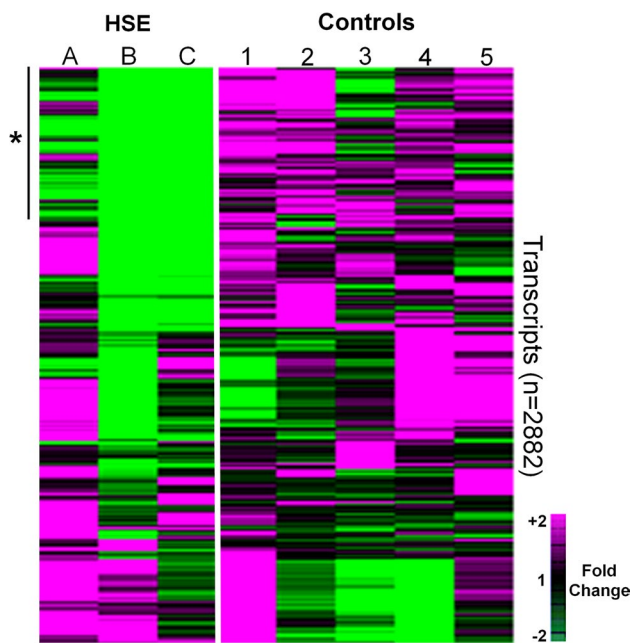 HSE Controls
A B C 1 2 3 4 5
*
Transcripts (n=2882)
+2
1
-2
Fold
Change